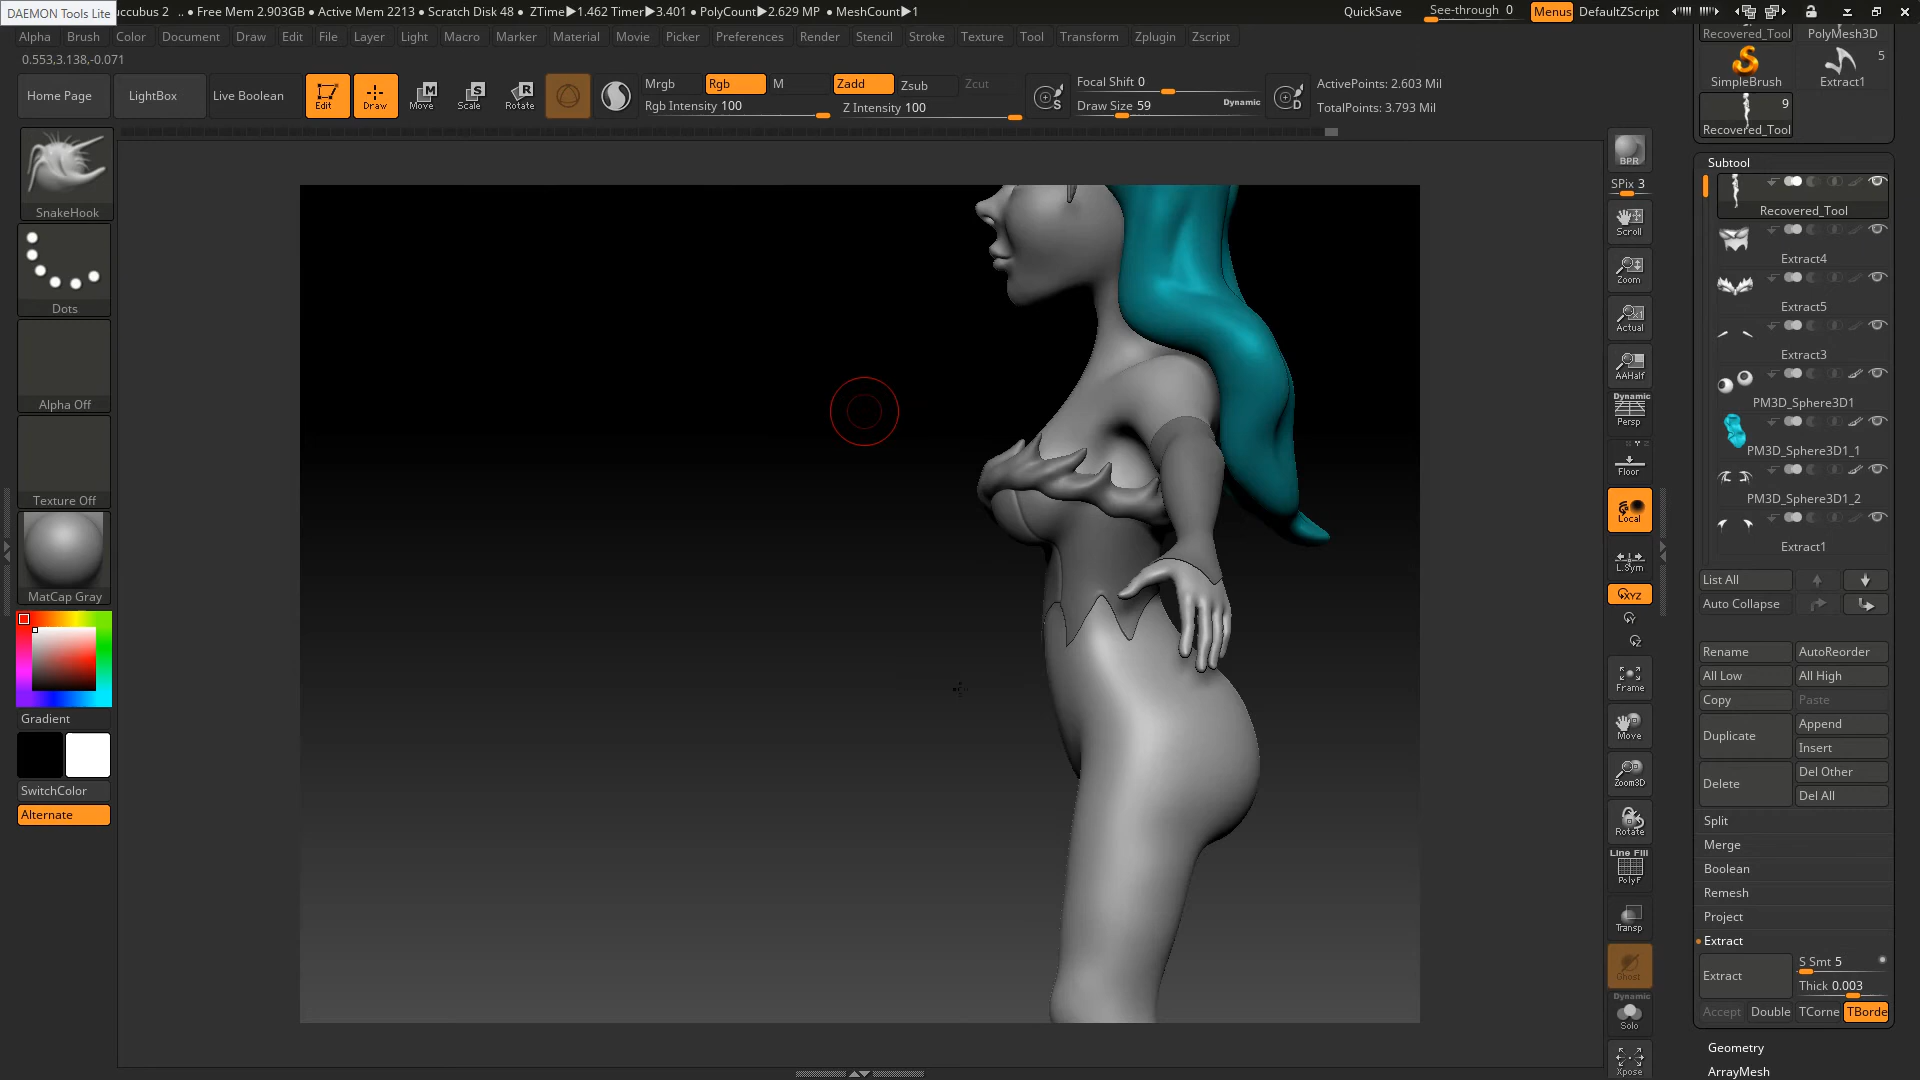 DAEMON Tools Lite
uccubus 2 .. ● Free Mem 2.903GB ● Active Mem 2213 ● Scratch Disk 48 ● ZTime▶1.462 Timer▶3.401 ● PolyCount▶2.629 MP ● MeshCount▶1
QuickSave See-through 0 Menus DefaultZScript
Alpha Brush Color Document Draw Edit File Layer Light Macro Marker Material Movie Picker Preferences Render Stencil Stroke Texture Tool Transform Zplugin Zscript
0.553,3.138,-0.071
Home Page LightBox Live Boolean
Edit Draw Move Scale Rotate
Mrgb Rgb M Zadd Zsub Zcut
Rgb Intensity 100 Z Intensity 100
S
Focal Shift 0
Draw Size 59 Dynamic
D
ActivePoints: 2.603 Mil
TotalPoints: 3.793 Mil
SnakeHook
Dots
Alpha Off
Texture Off
MatCap Gray
Gradient
SwitchColor
Alternate
BPR
SPix 3
Scroll
Zoom
Actual
AAHalf
Dynamic
Persp
Floor
Local
L.Sym
XYZ
Y
Z
Frame
Move
Zoom3D
Rotate
Line Fill
PolyF
Transp
Ghost
Dynamic
Solo
Xpose
Recovered_Tool PolyMesh3D
5
SimpleBrush Extract1
9
Recovered_Tool
Subtool
Recovered_Tool
Extract4
Extract5
Extract3
PM3D_Sphere3D1
PM3D_Sphere3D1_1
PM3D_Sphere3D1_2
Extract1
List All
Auto Collapse
Rename AutoReorder
All Low All High
Copy Paste
Duplicate Append
Insert
Delete Del Other
Del All
Split
Merge
Boolean
Remesh
Project
Extract
Extract S Smt 5
Thick 0.003
Accept Double TCorne TBorde
Geometry
ArrayMesh